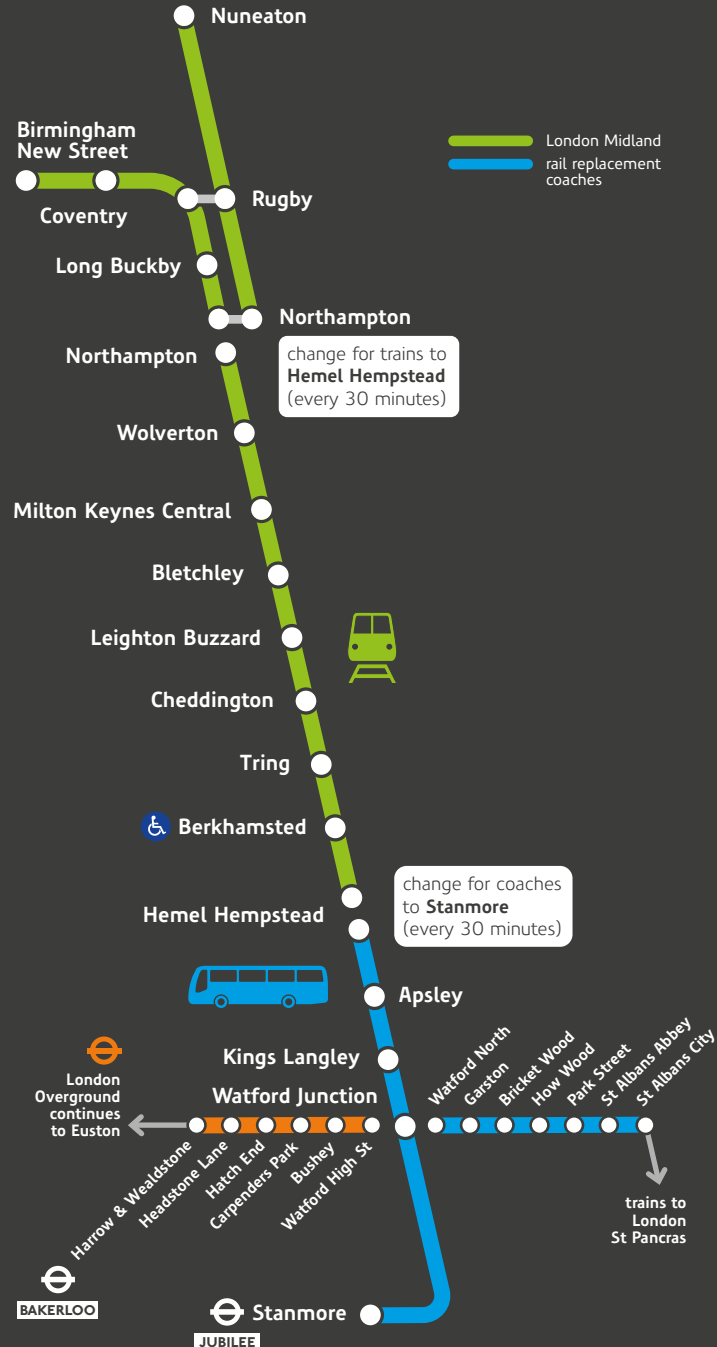 Nuneaton
Birmingham
New Street
London Midland
rail replacement
coaches
Coventry
Rugby
Long Buckby
Northampton
change for trains to
Hemel Hempstead
(every 30 minutes)
Northampton
Wolverton
Milton Keynes Central
Bletchley
Leighton Buzzard
Cheddington
Tring
Berkhamsted
change for coaches
to Stanmore
(every 30 minutes)
Hemel Hempstead
Apsley
Kings Langley
Watford Junction
London
Overground
continues
to Euston
Watford North
Garston
Bricket Wood
How Wood
Park Street
St Albans Abbey
St Albans City
Harrow & Wealdstone
Headstone Lane
Hatch End
Carpenders Park
Bushey
Watford High St
trains to
London
St Pancras
BAKERLOO
Stanmore
JUBILEE